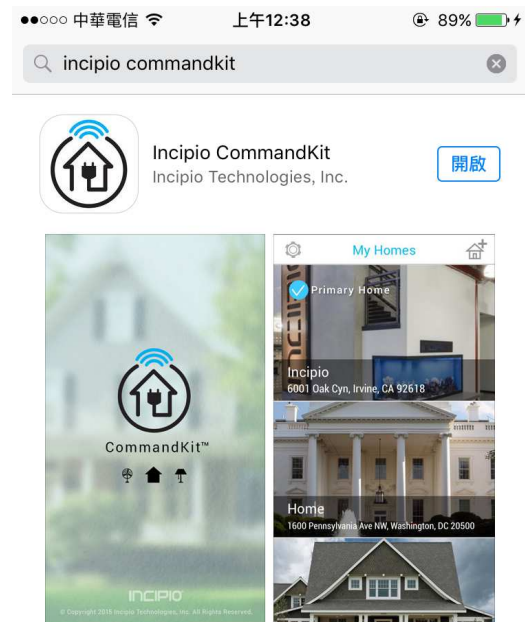 中華電信 上午12:38 89%
incipio commandkit
Incipio CommandKit
Incipio Technologies, Inc.
開啟
My Homes
Primary Home
Incipio
6001 Oak Cyn, Irvine, CA 92618
CommandKit™
Home
1600 Pennsylvania Ave NW, Washington, DC 20500
INCIPIO
© Copyright 2018 Incipio Technologies, Inc. All Rights Reserved.